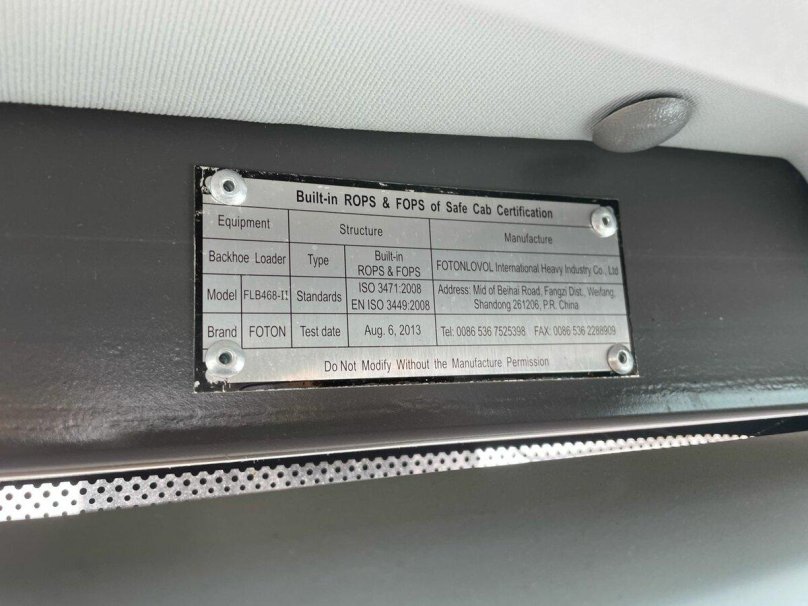 Built-in ROPS & FOPS of Safe Cab Certification
Equipment Structure Manufacture
Backhoe Loader Type Built-in ROPS & FOPS FOTONLOVOL International Heavy Industry Co., Ltd
Model FLB468-II Standards ISO 3471:2008
EN ISO 3449:2008
Address: Mid of Beihai Road, Fangzi Dist., Weifang,
Shandong 261206, P.R. China
Brand FOTON Test date Aug. 6, 2013 Tel: 0086 536 7525398 FAX: 0086 536 2288909
Do Not Modify Without the Manufacture Permission